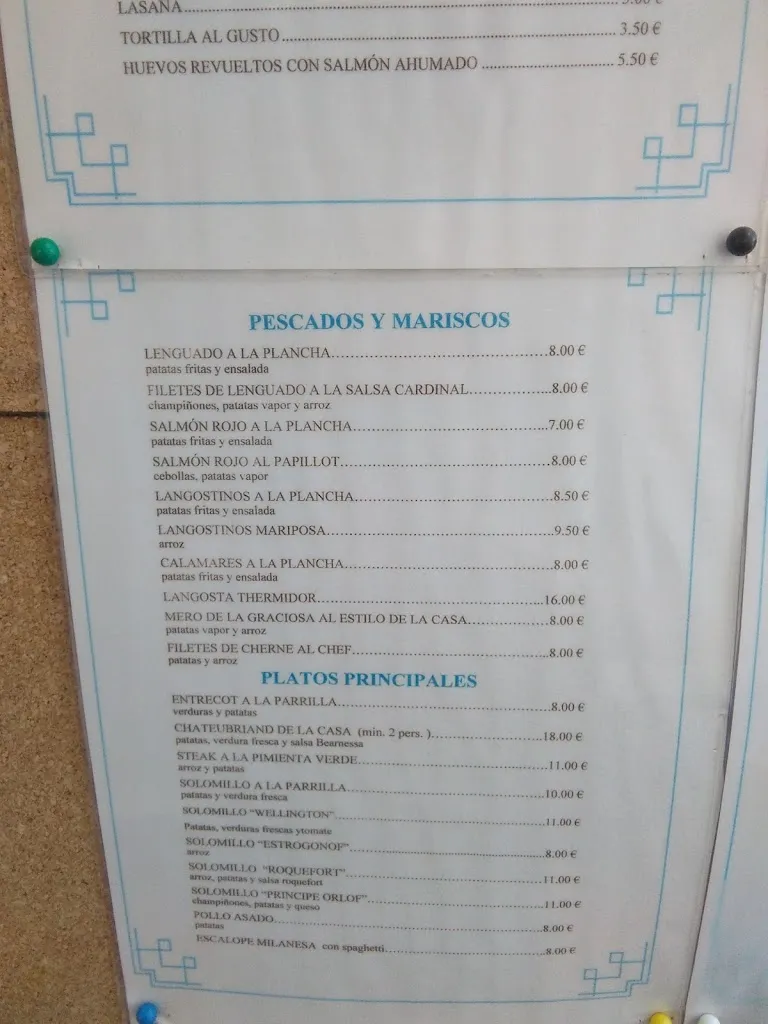 LASAÑA
TORTILLA AL GUSTO 3.50 €
HUEVOS REVUELTOS CON SALMÓN AHUMADO 5.50 €
PESCADOS Y MARISCOS
LENGUADO A LA PLANCHA 8.00 €
patatas fritas y ensalada
FILETES DE LENGUADO A LA SALSA CARDINAL 8.00 €
champiñones, patatas vapor y arroz
SALMÓN ROJO A LA PLANCHA 7.00 €
patatas fritas y ensalada
SALMÓN ROJO AL PAPILLOT 8.00 €
cebollas, patatas vapor
LANGOSTINOS A LA PLANCHA 8.50 €
patatas fritas y ensalada
LANGOSTINOS MARIPOSA 9.50 €
arroz
CALAMARES A LA PLANCHA 8.00 €
patatas fritas y ensalada
LANGOSTA THERMIDOR 16.00 €
MERO DE LA GRACIOSA AL ESTILO DE LA CASA 8.00 €
patatas vapor y arroz
FILETES DE CHERNE AL CHEF 8.00 €
patatas y arroz
PLATOS PRINCIPALES
ENTRECOT A LA PARRILLA 8.00 €
verduras y patatas
CHATEUBRIAND DE LA CASA (min. 2 pers. ) 18.00 €
patatas, verdura fresca y salsa Bearnessa
STEAK A LA PIMIENTA VERDE 11.00 €
arroz y patatas
SOLOMILLO A LA PARRILLA 10.00 €
patatas y verdura fresca
SOLOMILLO "WELLINGTON" 11.00 €
Patatas, verduras frescas ytomate
SOLOMILLO "ESTROGONOF" 8.00 €
arroz
SOLOMILLO "ROQUEFORT" 11.00 €
arroz, patatas y salsa roquefort
SOLOMILLO "PRINCIPE ORLOF" 11.00 €
champiñones, patatas y queso
POLLO ASADO 8.00 €
patatas
ESCALOPE MILANESA con spaghetti 8.00 €